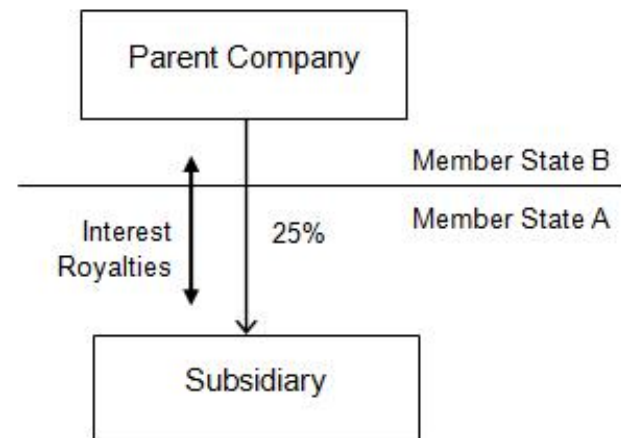 Parent Company
Member State B
Member State A
Interest
Royalties
25%
Subsidiary